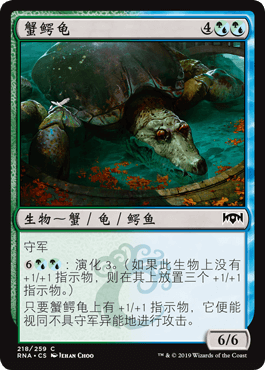 蟹鳄龟 4
生物～蟹／龟／鳄鱼 RNA
守军
6：演化3。（如果此生物上没有
+1/+1指示物，则在其上放置三个+1/+1
指示物。）
只要蟹鳄龟上有+1/+1指示物，它便能
视同不具守军异能地进行攻击。
6/6
218/259 C
RNA • CS JEHAN CHOO
™ & © 2019 Wizards of the Coast